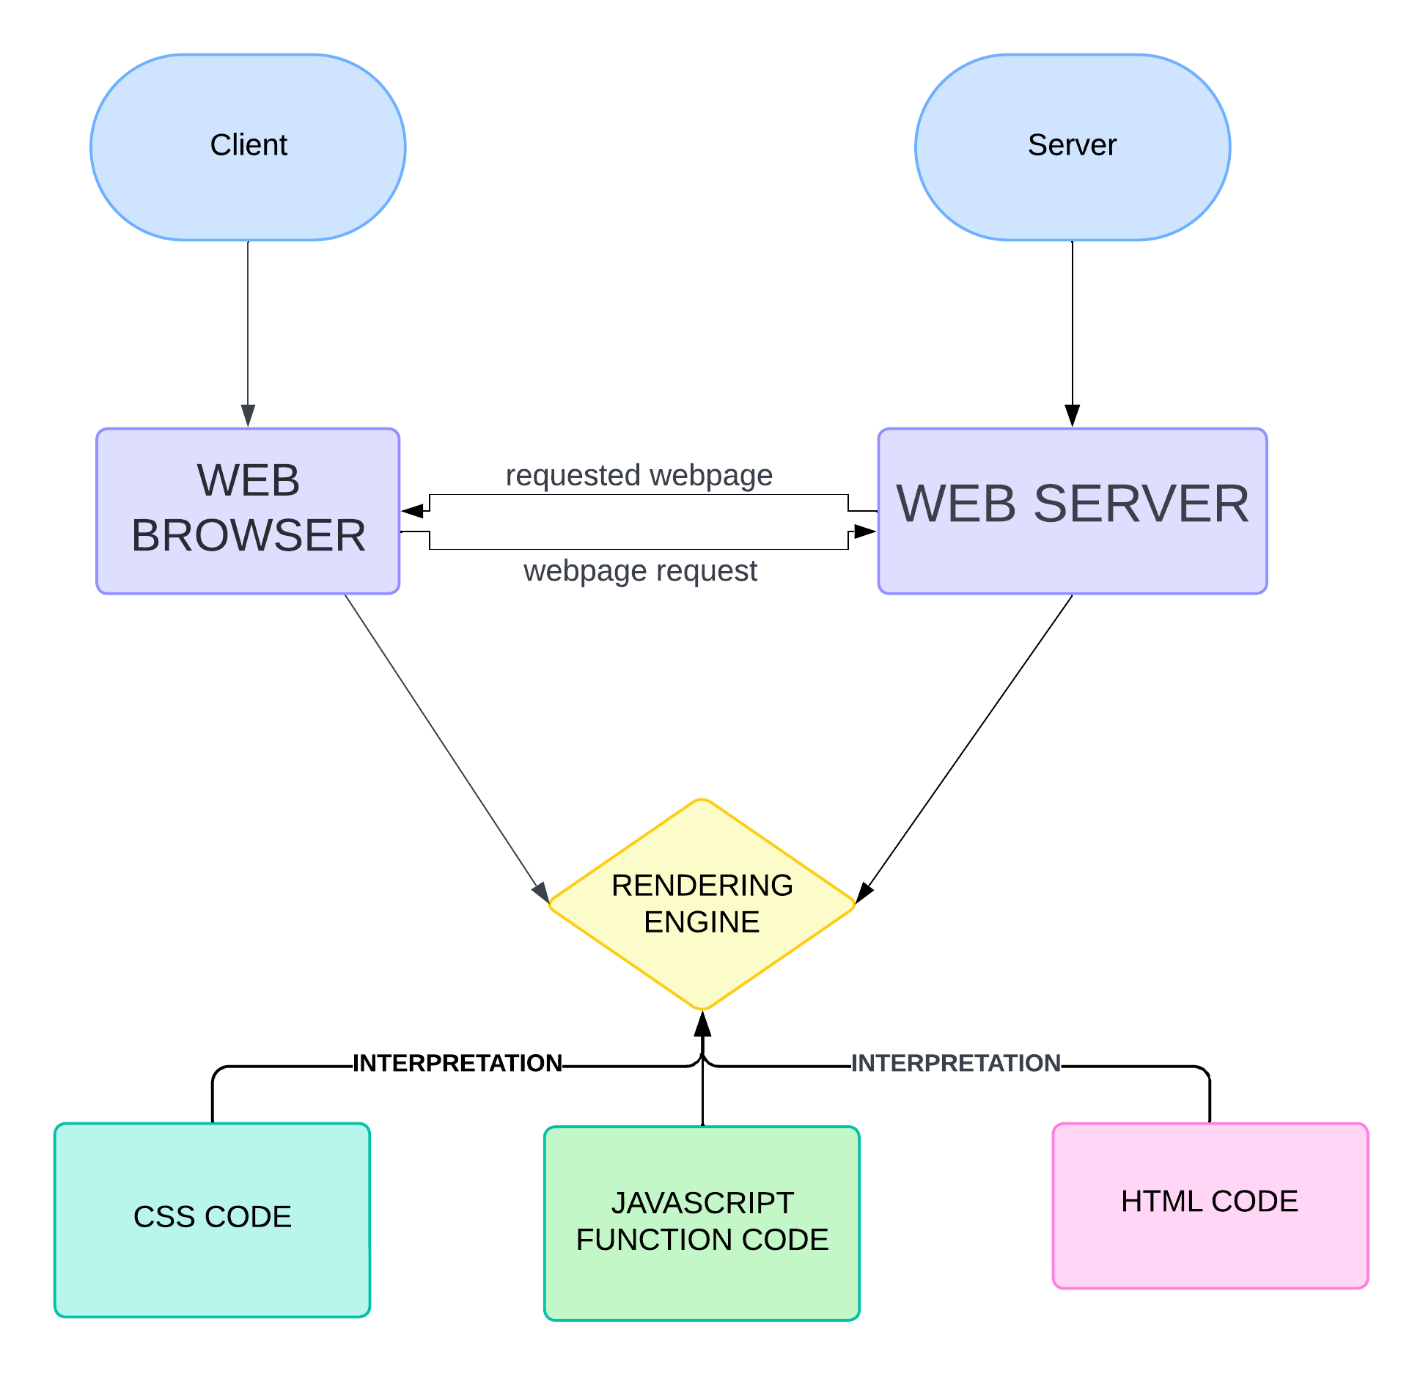 Client
Server
WEB
BROWSER
requested webpage
webpage request
WEB SERVER
RENDERING
ENGINE
INTERPRETATION
INTERPRETATION
CSS CODE
JAVASCRIPT
FUNCTION CODE
HTML CODE